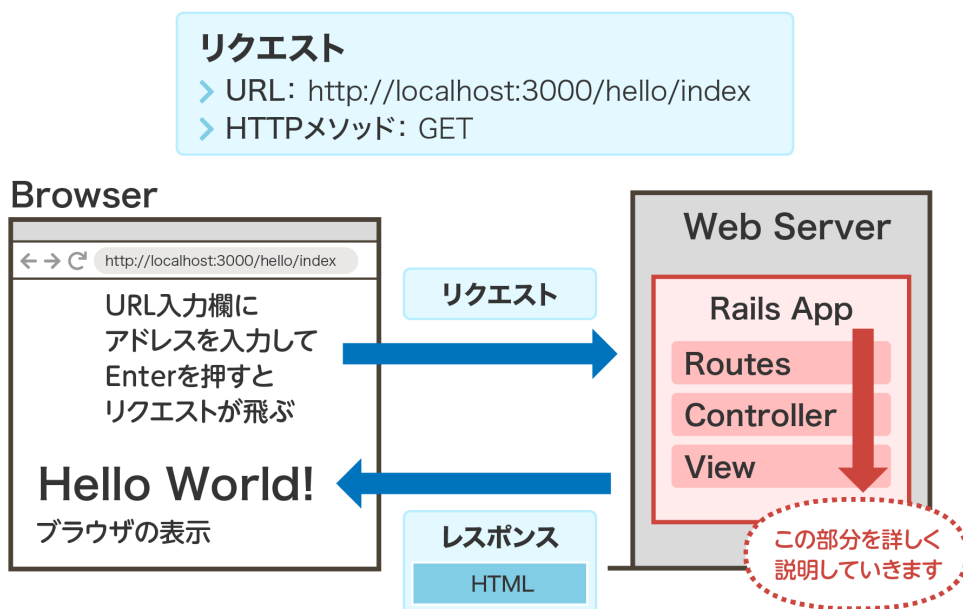 リクエスト
URL: http://localhost:3000/hello/index
HTTPメソッド: GET
Browser
http://localhost:3000/hello/index
URL入力欄に
アドレスを入力して
Enterを押すと
リクエストが飛ぶ
Hello World!
ブラウザの表示
リクエスト
レスポンス
HTML
Web Server
Rails App
Routes
Controller
View
この部分を詳しく
説明していきます